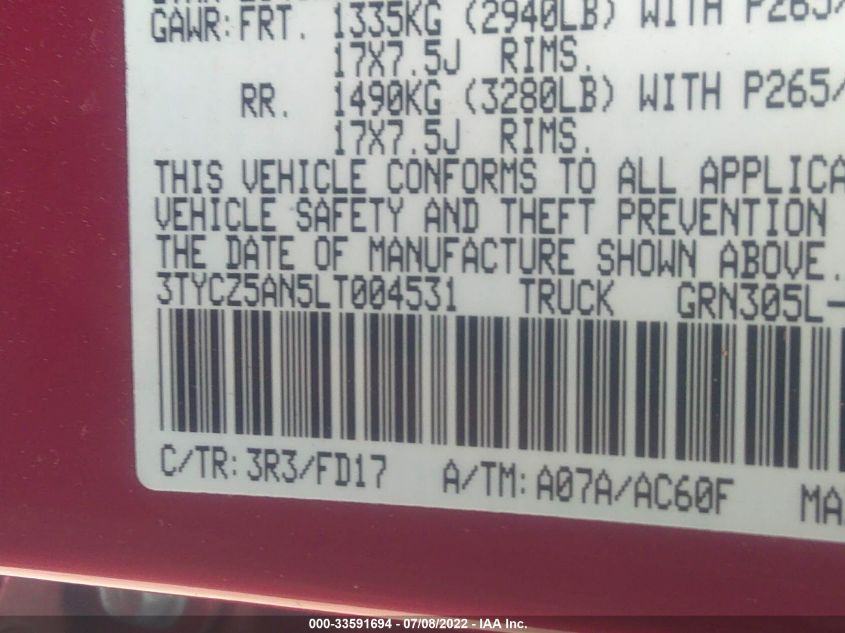 GAWR: FRT. 1335KG (2940LB) WITH P265/
17X7.5J RIMS.
RR. 1490KG (3280LB) WITH P265/
17X7.5J RIMS.
THIS VEHICLE CONFORMS TO ALL APPLICA
VEHICLE SAFETY AND THEFT PREVENTION
THE DATE OF MANUFACTURE SHOWN ABOVE.
3TYCZ5AN5LT004531 TRUCK GRN305L-
C/TR: 3R3/FD17 A/TM: A07A/AC60F MA
000-33591694 - 07/08/2022 - IAA Inc.